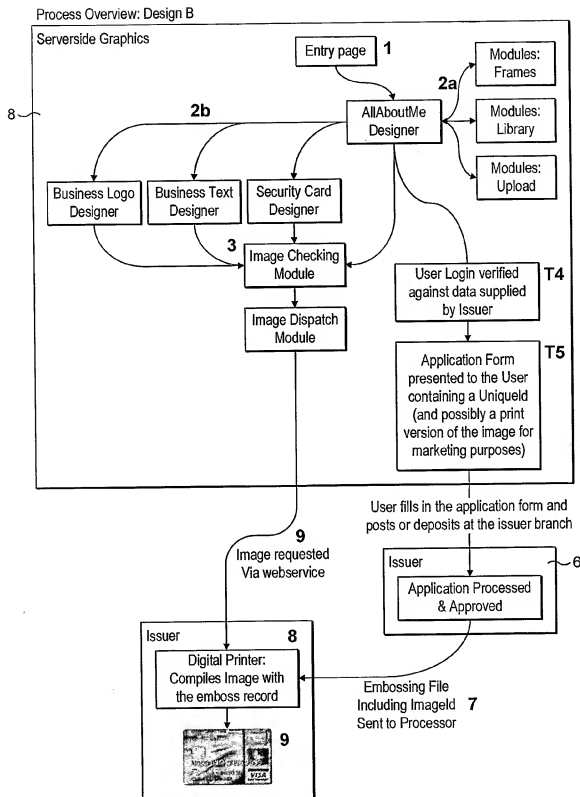 Process Overview: Design B
Serverside Graphics
Entry page
1
8
AllAboutMe
Designer
2a
Modules:
Frames
Modules:
Library
Modules:
Upload
2b
Business Logo
Designer
Business Text
Designer
Security Card
Designer
3
Image Checking
Module
Image Dispatch
Module
User Login verified
against data supplied
by Issuer
T4
Application Form
presented to the User
containing a UniqueId
(and possibly a print
version of the image for
marketing purposes)
T5
User fills in the application form and
posts or deposits at the issuer branch
9
Image requested
Via webservice
Issuer
6
Application Processed
& Approved
Issuer
8
Digital Printer:
Compiles Image with
the emboss record
Embossing File
Including ImageId
Sent to Processor
7
9
VISA